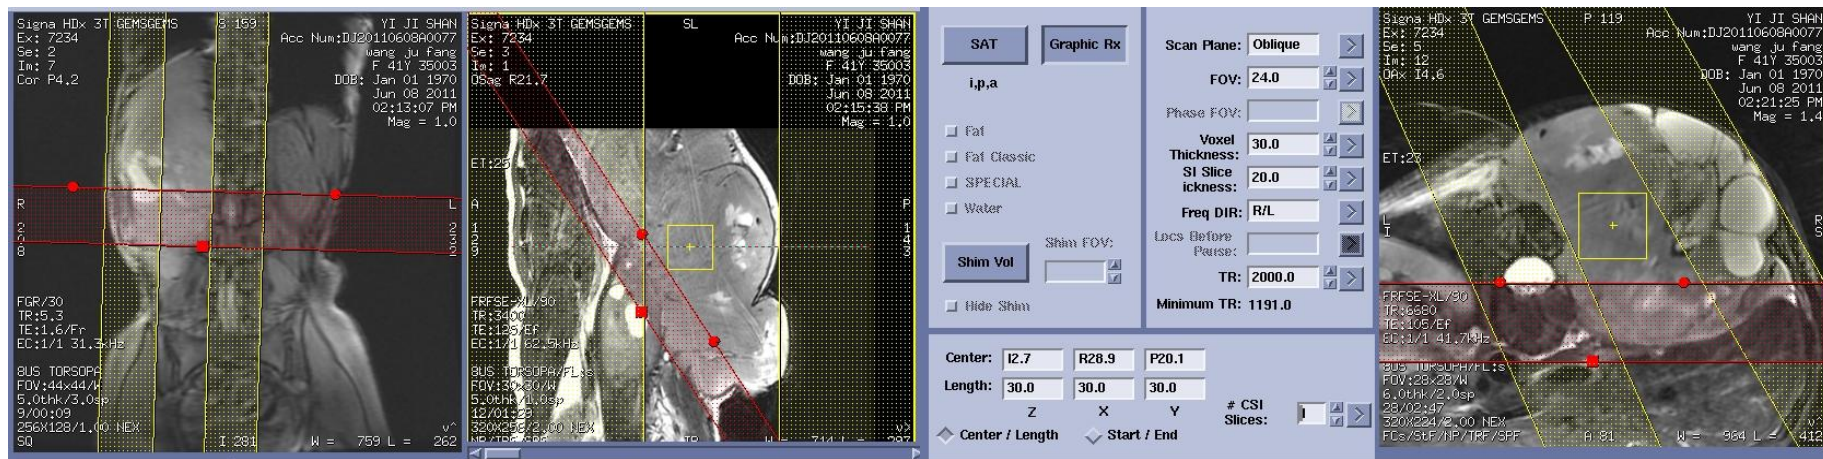 Signa HDx 3T GEMSGEMS
Ex: 7234
Se: 2
Im: 7
Cor P4.2
S 159
YI JI SHAN
Acc Num:DJ20110608A0077
wang ju fang
F 41Y 35003
DOB: Jan 01 1970
Jun 08 2011
02:13:07 PM
Mag = 1.0
R
L
FGR/30
TR:5.3
TE:1.6/Fr
EC:1/1 31.3kHz
8US TORSOPA
FOV:44x44/W
5.0thk/3.0sp
9/00:09
256X128/1.00 NEX
SQ
I 281
W = 759 L = 262
Signa HDx 3T GEMSGEMS
Ex: 7234
Se: 3
Im: 1
OSag R21.7
SL
YI JI SHAN
Acc Num:DJ20110608A0077
wang ju fang
F 41Y 35003
DOB: Jan 01 1970
Jun 08 2011
02:15:38 PM
Mag = 1.0
ET:25
A
P
FRFSE-XL/90
TR:3400
TE:125/Ef
EC:1/1 62.5kHz
8US TORSOPA/FL:s
FOV:30x30/W
5.0thk/1.0sp
12/01:29
320X256/2.00 NEX
SAT
Graphic Rx
i,p,a
Fat
Fat Classic
SPECIAL
Water
Shim Vol
Shim FOV:
Hide Shim
Scan Plane: Oblique
FOV: 24.0
Phase FOV:
Voxel
Thickness: 30.0
SI Slice
ickness: 20.0
Freq DIR: R/L
Locs Before
Pause:
TR: 2000.0
Minimum TR: 1191.0
Center: I2.7 R28.9 P20.1
Length: 30.0 30.0 30.0
Z X Y
# CSI
Slices: 1
Center / Length Start / End
Signa HDx 3T GEMSGEMS
Ex: 7234
Se: 5
Im: 12
OAx I4.6
P 119
YI JI SHAN
Acc Num:DJ20110608A0077
wang ju fang
F 41Y 35003
DOB: Jan 01 1970
Jun 08 2011
02:21:25 PM
Mag = 1.4
FRFSE-XL/90
TR:6680
TE:105/Ef
EC:1/1 41.7kHz
8US TORSOPA/FL:s
FOV:28x28/W
6.0thk/2.0sp
28/02:47
320X224/2.00 NEX
FCs/StF/NP/TRF/SPF
A 81
W = 964 L = 412